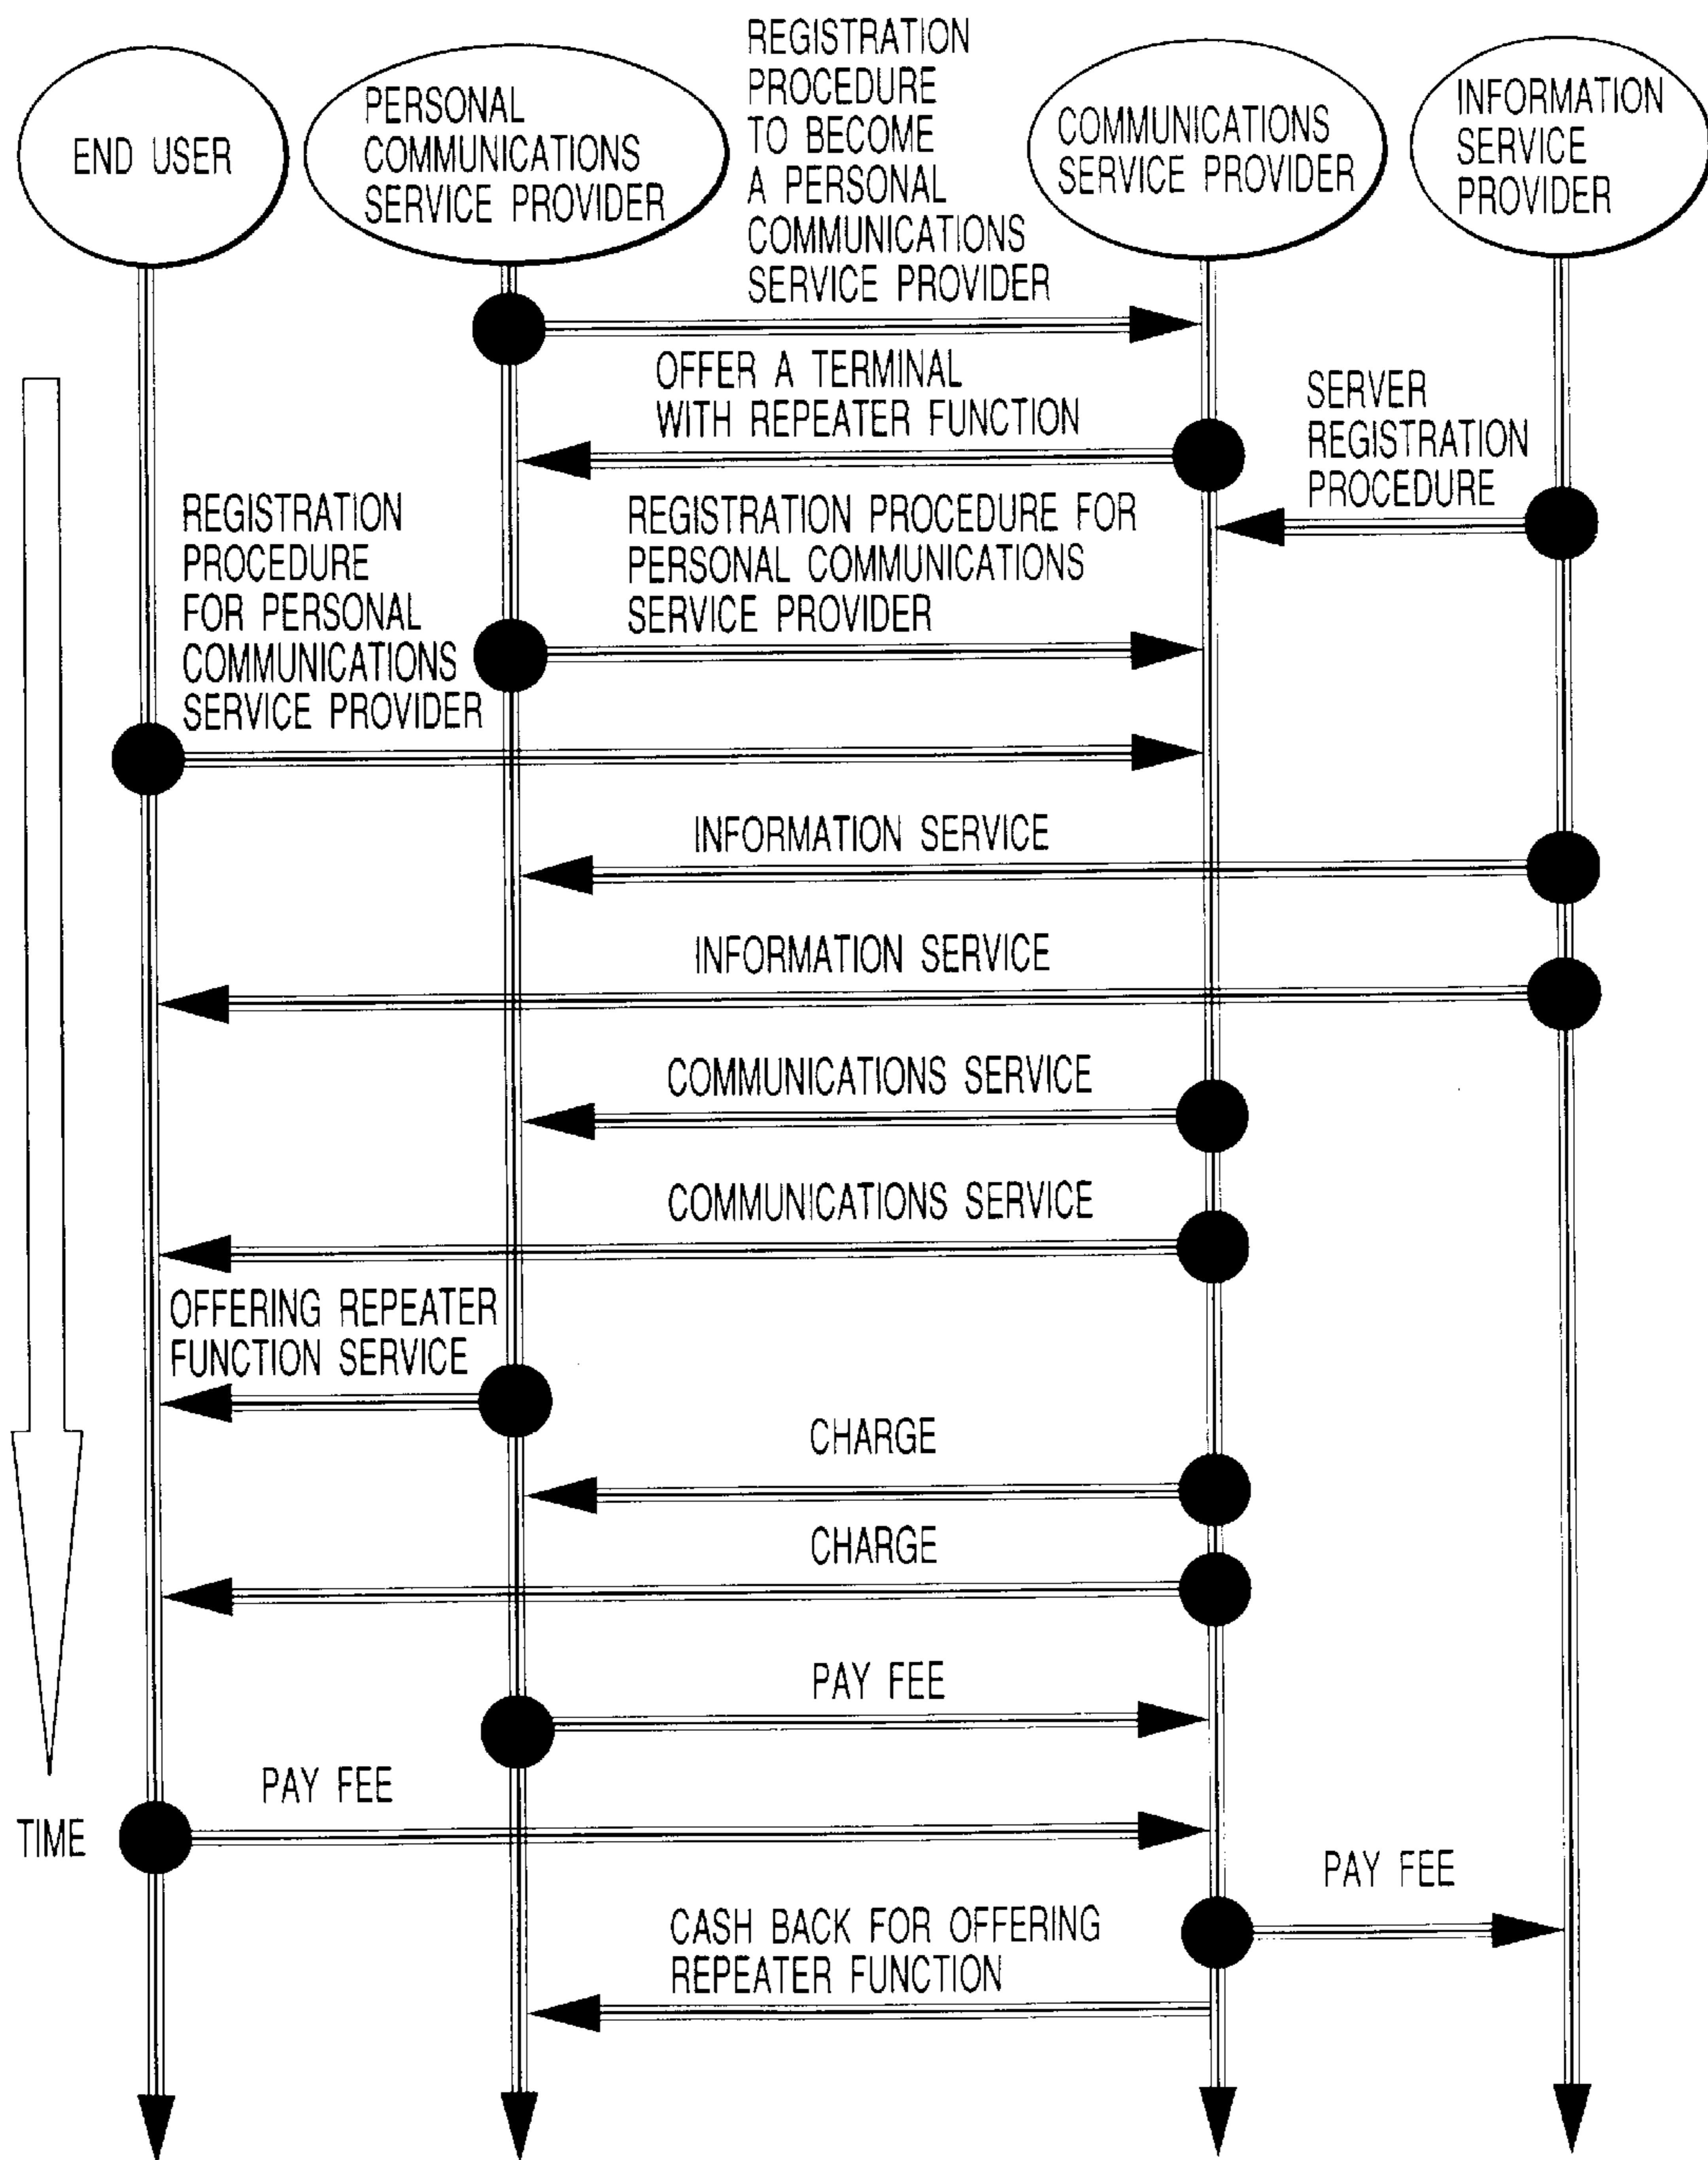 END USER
PERSONAL
COMMUNICATIONS
SERVICE PROVIDER
REGISTRATION
PROCEDURE
TO BECOME
A PERSONAL
COMMUNICATIONS
SERVICE PROVIDER
COMMUNICATIONS
SERVICE PROVIDER
INFORMATION
SERVICE
PROVIDER
OFFER A TERMINAL
WITH REPEATER FUNCTION
SERVER
REGISTRATION
PROCEDURE
REGISTRATION
PROCEDURE
FOR PERSONAL
COMMUNICATIONS
SERVICE PROVIDER
REGISTRATION PROCEDURE FOR
PERSONAL COMMUNICATIONS
SERVICE PROVIDER
INFORMATION SERVICE
INFORMATION SERVICE
COMMUNICATIONS SERVICE
COMMUNICATIONS SERVICE
OFFERING REPEATER
FUNCTION SERVICE
CHARGE
CHARGE
PAY FEE
PAY FEE
TIME
PAY FEE
CASH BACK FOR OFFERING
REPEATER FUNCTION